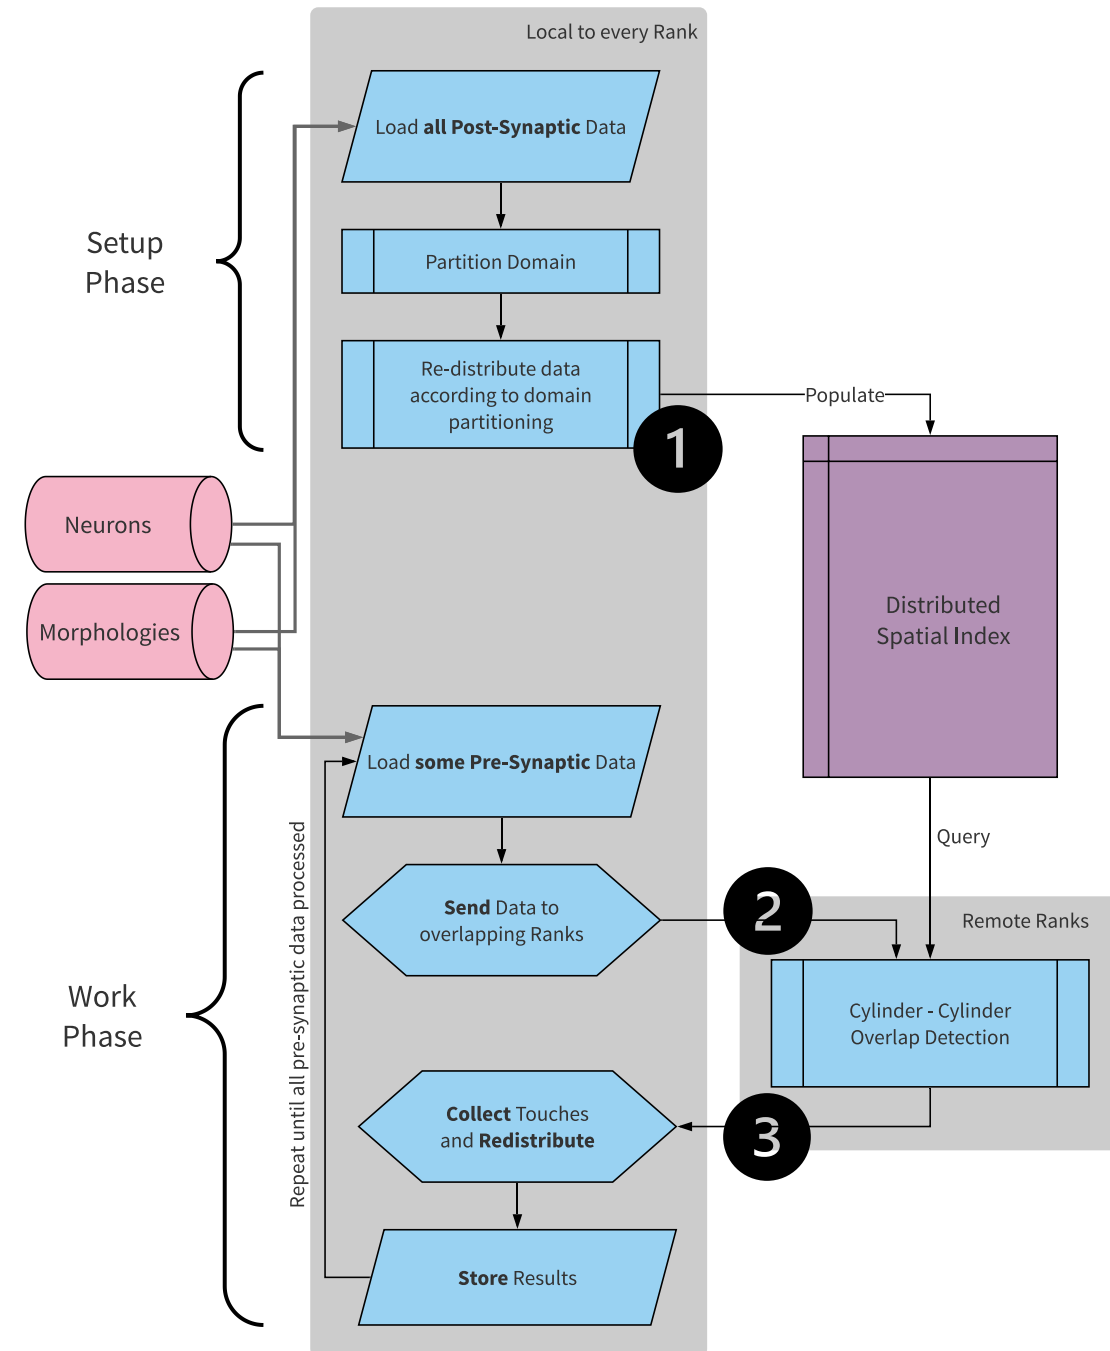 Local to every Rank
Load all Post-Synaptic Data
Setup
Phase
Partition Domain
Re-distribute data
according to domain
partitioning
Populate
1
Neurons
Morphologies
Distributed
Spatial Index
Load some Pre-Synaptic Data
Query
Send Data to
overlapping Ranks
2
Remote Ranks
Work
Phase
Repeat until all pre-synaptic data processed
Cylinder - Cylinder
Overlap Detection
Collect Touches
and Redistribute
3
Store Results